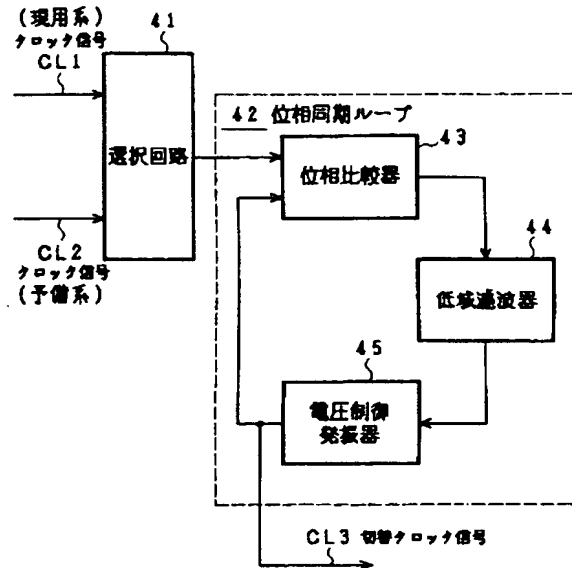 (現用系)
クロック信号
CL1
41
選択回路
CL2
クロック信号
(予備系)
42 位相同期ループ
43
位相比較器
44
低域濾波器
45
電圧制御
発振器
CL3 切替クロック信号